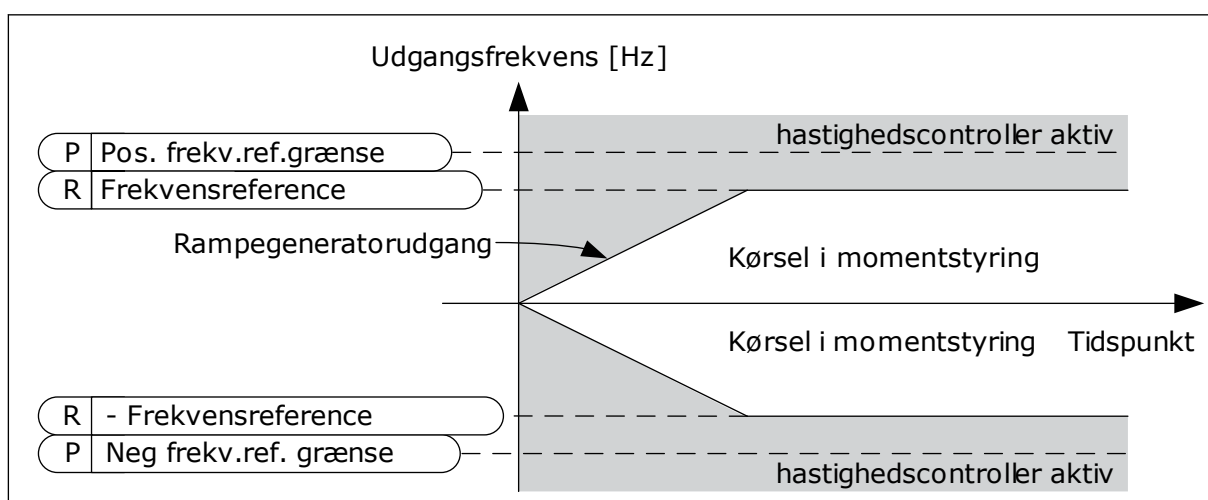 Udgangsfrekvens [Hz]
hastighedscontroller aktiv
P Pos. frekv.ref.grænse
R Frekvensreference
Rampegeneratorudgang
Kørsel i momentstyring
Kørsel i momentstyring Tidspunkt
R - Frekvensreference
P Neg frekv.ref. grænse
hastighedscontroller aktiv